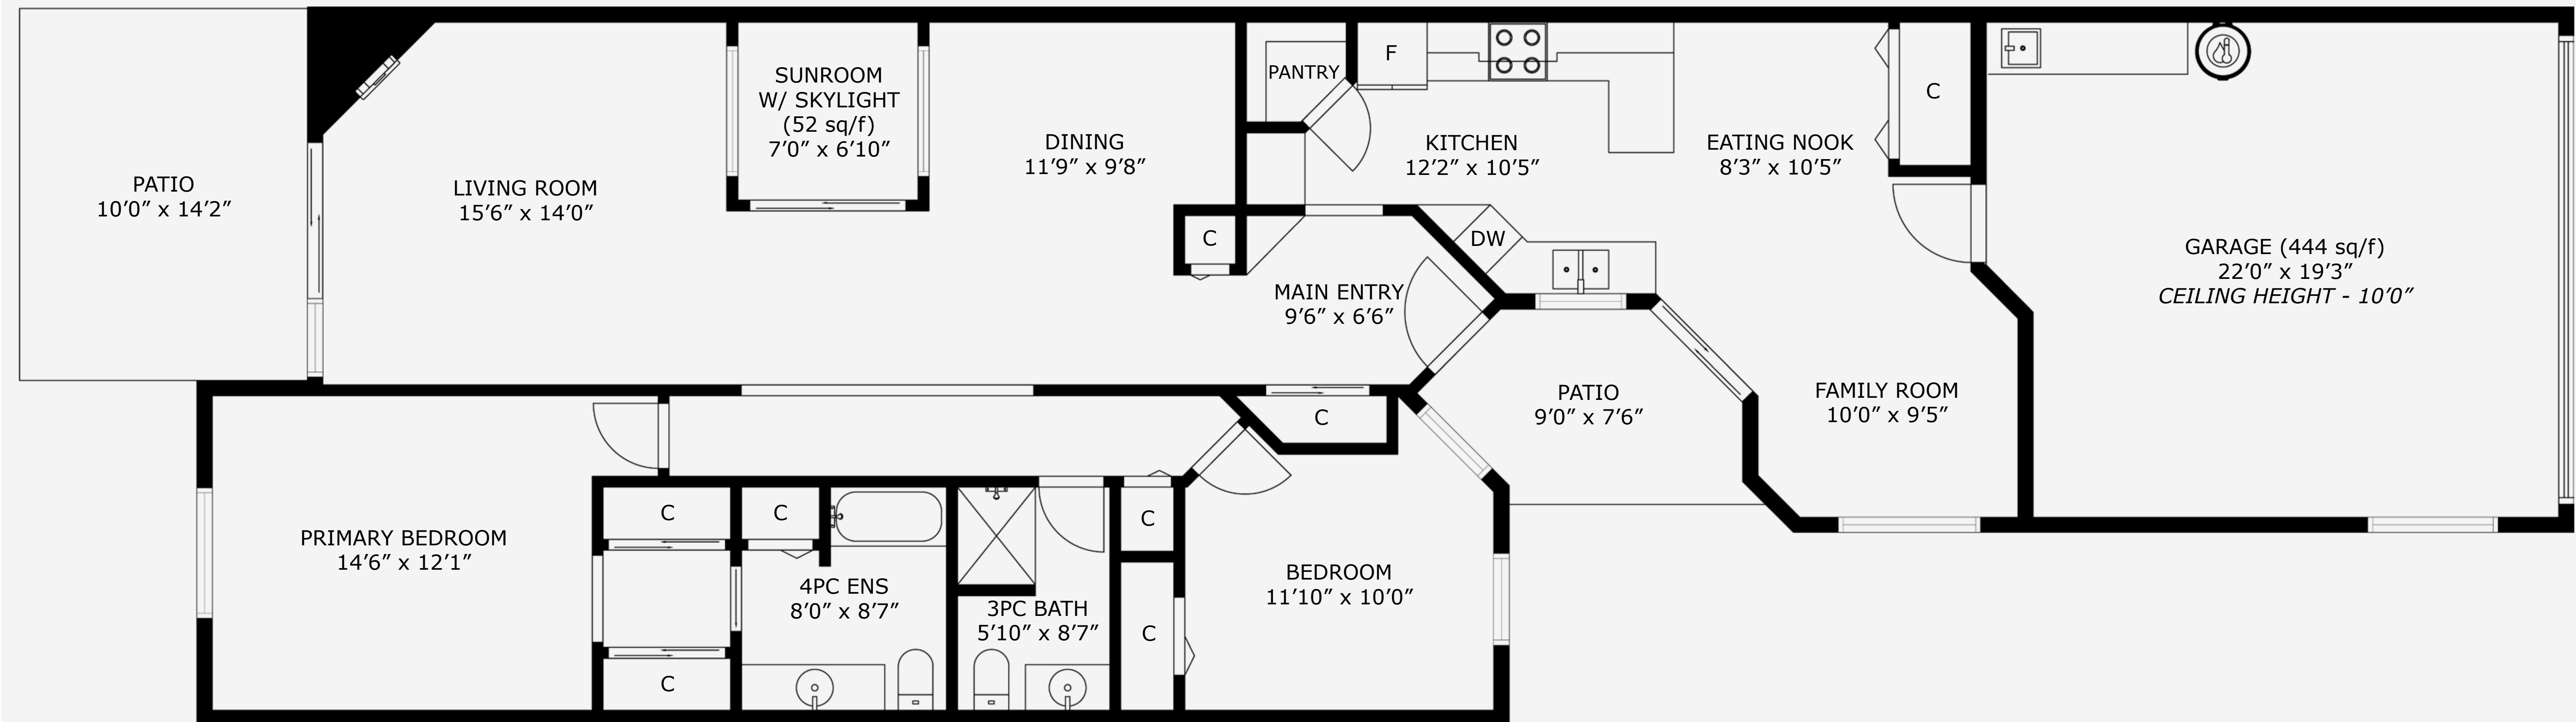 PATIO
10’0” x 14’2”
LIVING ROOM
15’6” x 14’0”
SUNROOM
W/ SKYLIGHT
(52 sq/f)
7’0” x 6’10”
DINING
11’9” x 9’8”
C
PANTRY
F
KITCHEN
12’2” x 10’5”
DW
EATING NOOK
8’3” x 10’5”
C
MAIN ENTRY
9’6” x 6’6”
GARAGE (444 sq/f)
22’0” x 19’3”
CEILING HEIGHT - 10’0”
PATIO
9’0” x 7’6”
FAMILY ROOM
10’0” x 9’5”
C
PRIMARY BEDROOM
14’6” x 12’1”
C
C
C
4PC ENS
8’0” x 8’7”
3PC BATH
5’10” x 8’7”
C
C
BEDROOM
11’10” x 10’0”